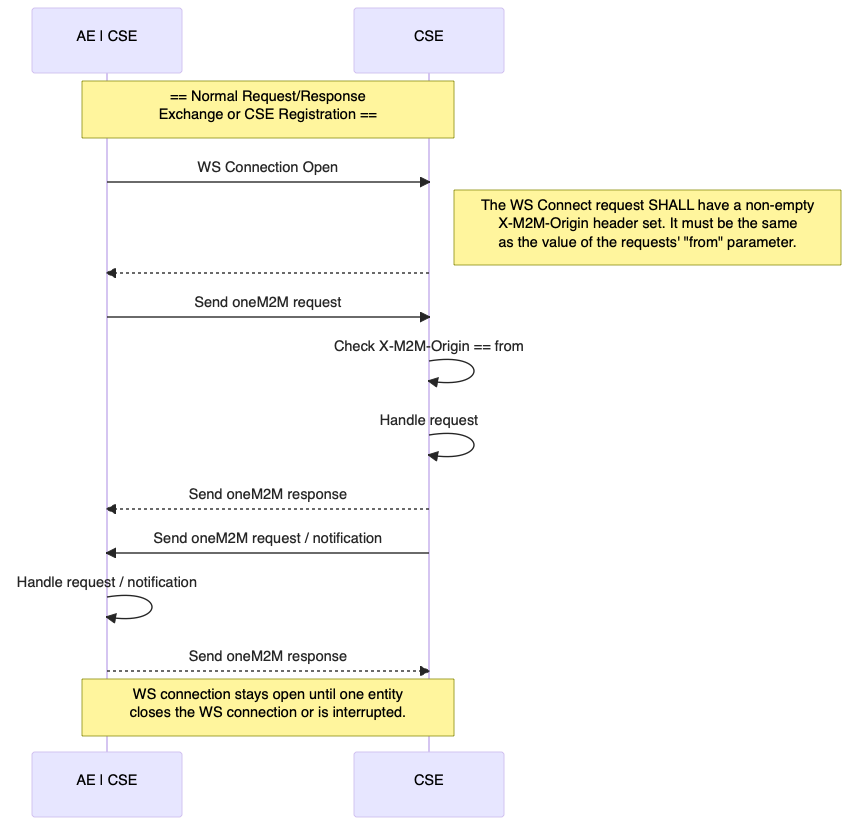 AE | CSE
CSE
== Normal Request/Response
Exchange or CSE Registration ==
WS Connection Open
The WS Connect request SHALL have a non-empty
X-M2M-Origin header set. It must be the same
as the value of the requests' "from" parameter.
Send oneM2M request
Check X-M2M-Origin == from
Handle request
Send oneM2M response
Send oneM2M request / notification
Handle request / notification
Send oneM2M response
WS connection stays open until one entity
closes the WS connection or is interrupted.
AE | CSE
CSE